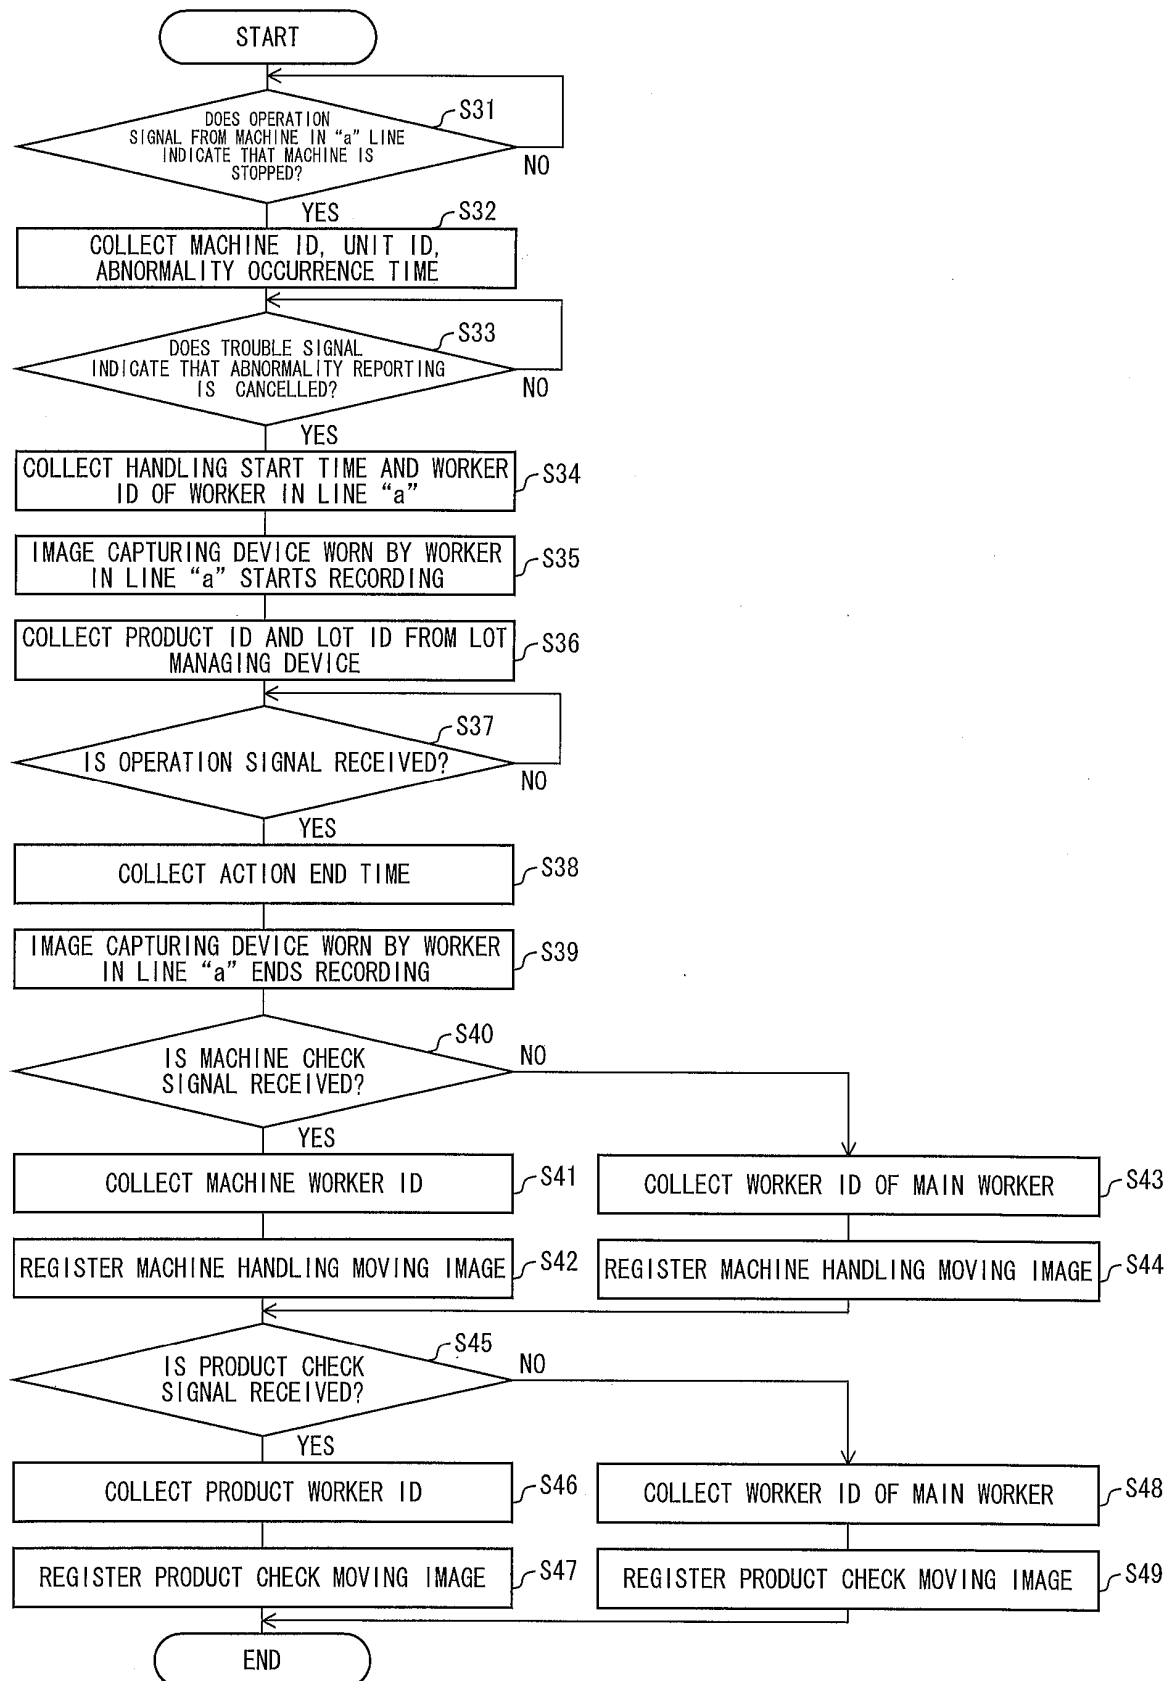 START
S31
DOES OPERATION
SIGNAL FROM MACHINE IN “a” LINE
INDICATE THAT MACHINE IS
STOPPED?
NO
YES
S32
COLLECT MACHINE ID, UNIT ID,
ABNORMALITY OCCURRENCE TIME
S33
DOES TROUBLE SIGNAL
INDICATE THAT ABNORMALITY REPORTING
IS CANCELLED?
NO
YES
COLLECT HANDLING START TIME AND WORKER
ID OF WORKER IN LINE “a”
S34
IMAGE CAPTURING DEVICE WORN BY WORKER
IN LINE “a” STARTS RECORDING
S35
COLLECT PRODUCT ID AND LOT ID FROM LOT
MANAGING DEVICE
S36
S37
IS OPERATION SIGNAL RECEIVED?
NO
YES
COLLECT ACTION END TIME
S38
IMAGE CAPTURING DEVICE WORN BY WORKER
IN LINE “a” ENDS RECORDING
S39
S40
IS MACHINE CHECK
SIGNAL RECEIVED?
NO
YES
COLLECT MACHINE WORKER ID
S41
COLLECT WORKER ID OF MAIN WORKER
S43
REGISTER MACHINE HANDLING MOVING IMAGE
S42
REGISTER MACHINE HANDLING MOVING IMAGE
S44
S45
IS PRODUCT CHECK
SIGNAL RECEIVED?
NO
YES
COLLECT PRODUCT WORKER ID
S46
COLLECT WORKER ID OF MAIN WORKER
S48
REGISTER PRODUCT CHECK MOVING IMAGE
S47
REGISTER PRODUCT CHECK MOVING IMAGE
S49
END